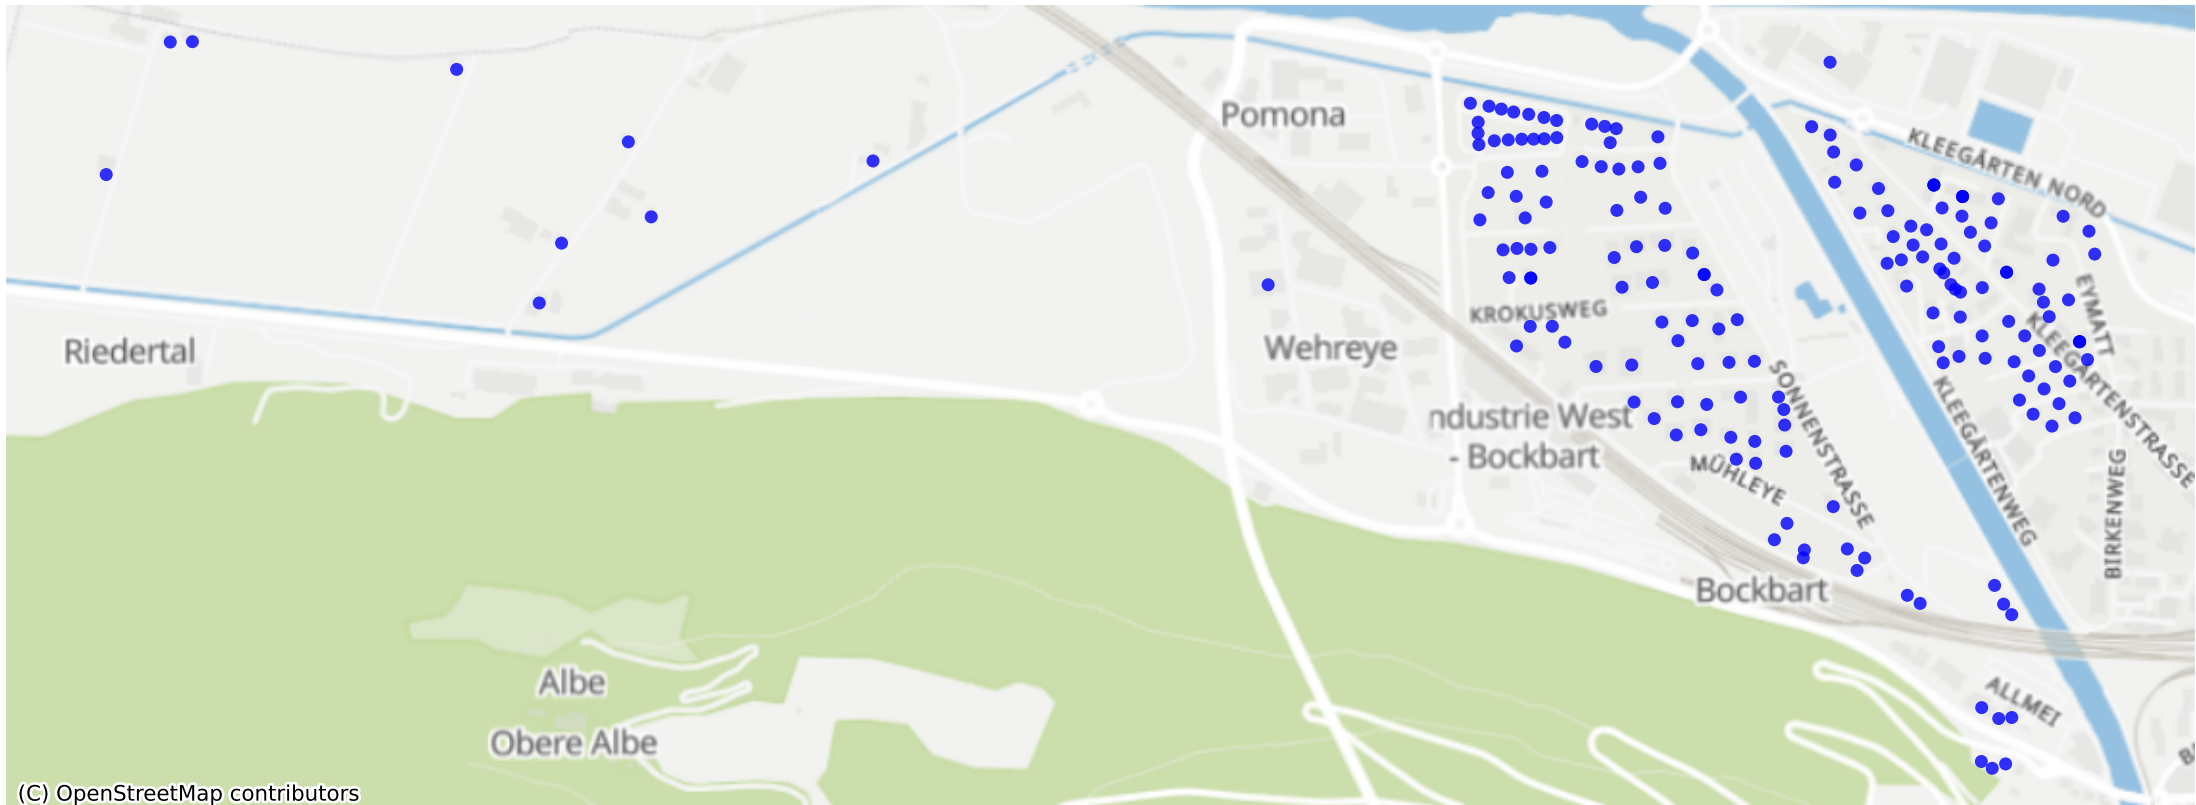 Pomona
KLEEGÄRTEN NORD
EYMATT
KROKUSWEG
Riedertal
Wehreye
KLEEGÄRTENSTRASSE
SONNENSTRASSE
KLEEGÄRTENWEG
ndustrie West
- Bockbart
MÜHLEYE
BIRKENWEG
Bockbart
Albe
ALLMEI
Obere Albe
(C) OpenStreetMap contributors